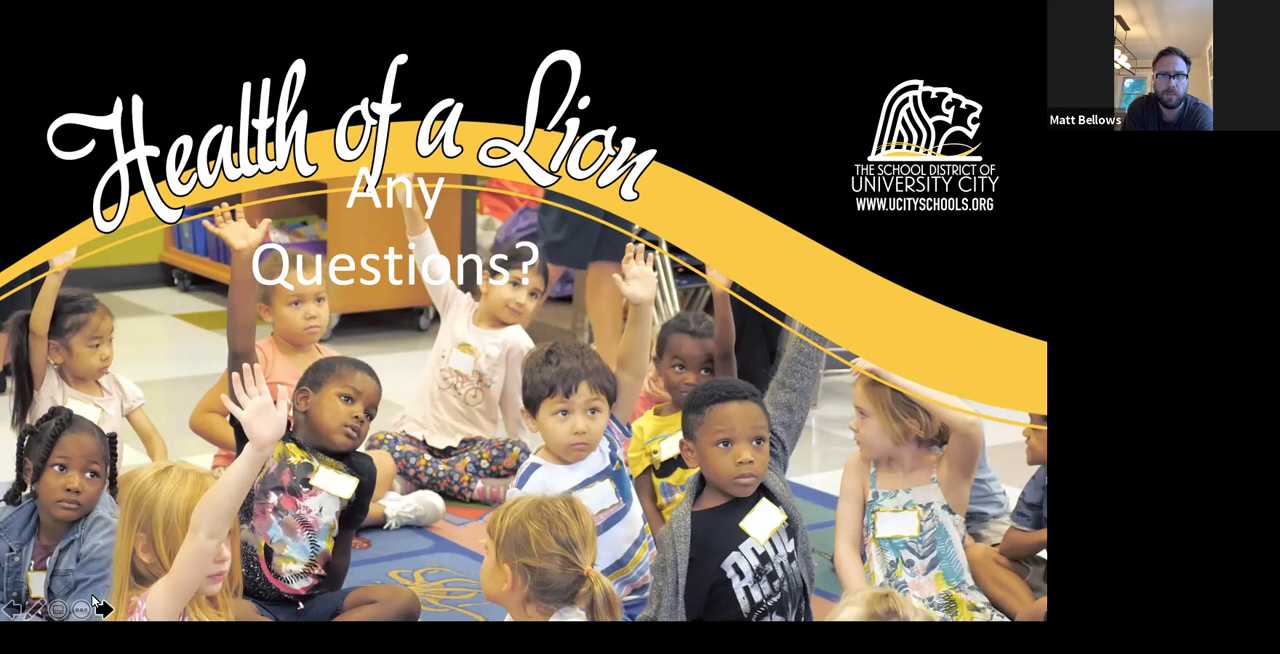 Health of a Lion
Any
Questions?
THE SCHOOL DISTRICT OF
UNIVERSITY CITY
WWW.UCITYSCHOOLS.ORG
Matt Bellows